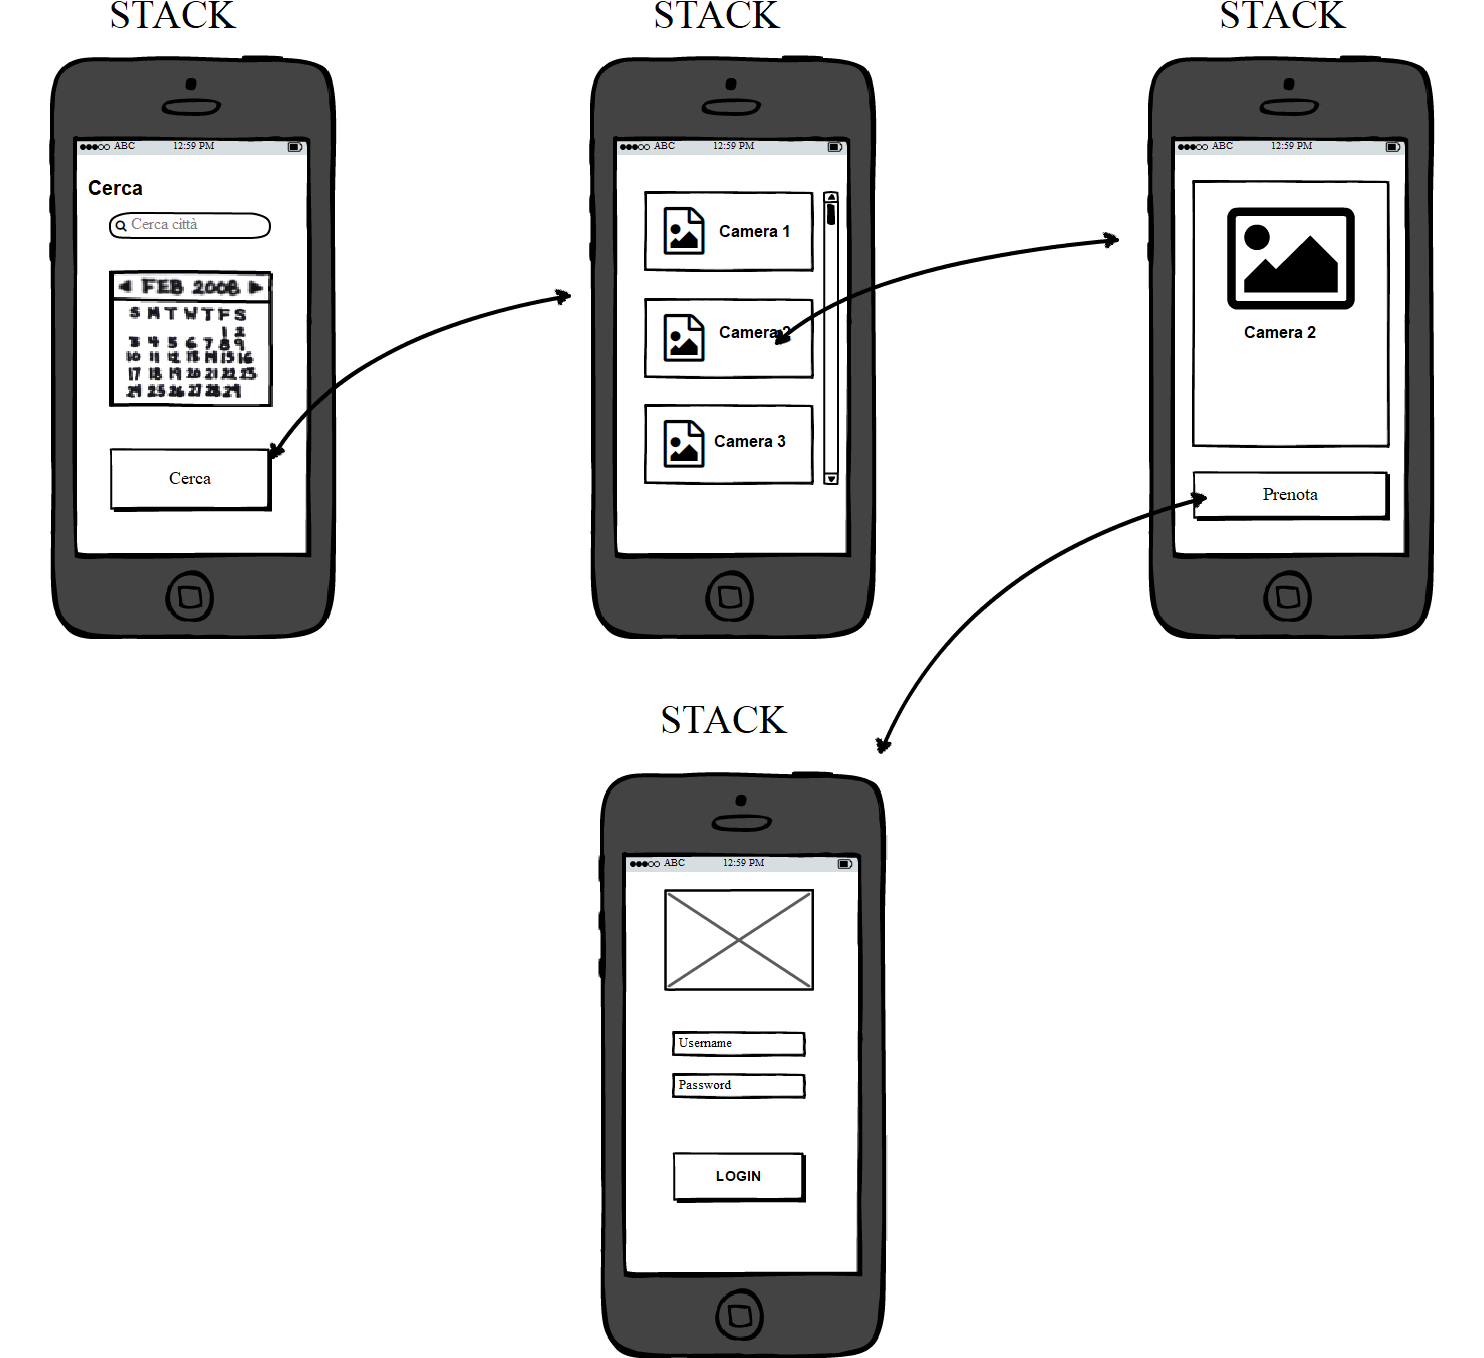 STACK
ABC 12:59 PM
Cerca
Cerca città
FEB 2008
S M T W T F S
1 2
3 4 5 6 7 8 9
10 11 12 13 14 15 16
17 18 19 20 21 22 23
24 25 26 27 28 29
Cerca
STACK
ABC 12:59 PM
Camera 1
Camera 2
Camera 3
STACK
ABC 12:59 PM
Camera 2
Prenota
STACK
ABC 12:59 PM
Username
Password
LOGIN